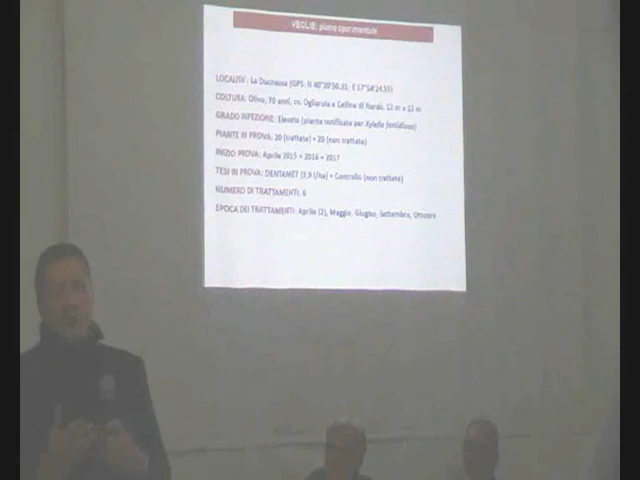 VEGLIE: piano sperimentale
LOCALITA': La Duchessa (GPS: N 40°20'50.31; E 17°54'24.55)
COLTURA: Olivo, 70 anni, cv. Ogliarola e Cellina di Nardò, 12 m x 12 m
GRADO INFEZIONE: Elevato (piante notificate per Xylella fastidiosa)
PIANTE IN PROVA: 20 (trattate) + 20 (non trattate)
INIZIO PROVA: Aprile 2015 + 2016 + 2017
TESI IN PROVA: DENTAMET (3,9 l/ha) + Controllo (non trattate)
NUMERO DI TRATTAMENTI: 6
EPOCA DEI TRATTAMENTI: Aprile (2), Maggio, Giugno, Settembre, Ottobre